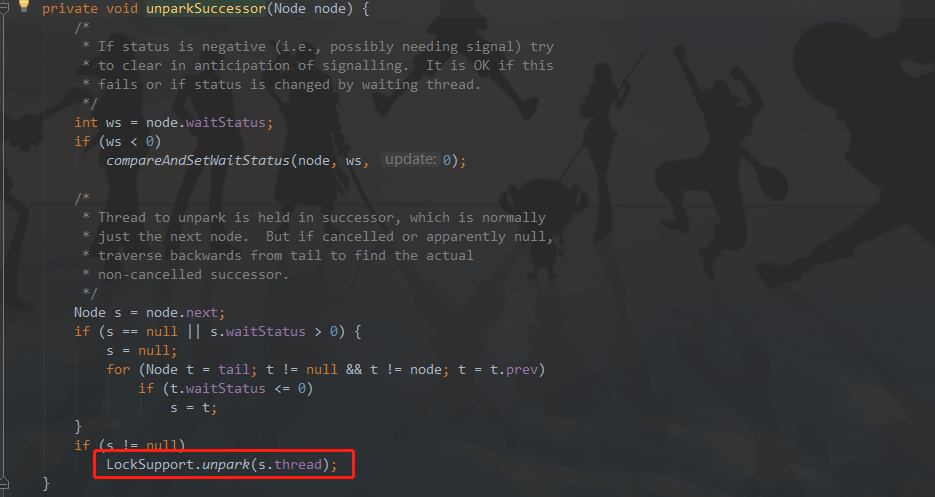 private void unparkSuccessor(Node node) {
/*
* If status is negative (i.e., possibly needing signal) try
* to clear in anticipation of signalling.  It is OK if this
* fails or if status is changed by waiting thread.
*/
int ws = node.waitStatus;
if (ws < 0)
compareAndSetWaitStatus(node, ws, update: 0);
/*
* Thread to unpark is held in successor, which is normally
* just the next node.  But if cancelled or apparently null,
* traverse backwards from tail to find the actual
* non-cancelled successor.
*/
Node s = node.next;
if (s == null || s.waitStatus > 0) {
s = null;
for (Node t = tail; t != null && t != node; t = t.prev)
if (t.waitStatus <= 0)
s = t;
}
if (s != null)
LockSupport.unpark(s.thread);
}